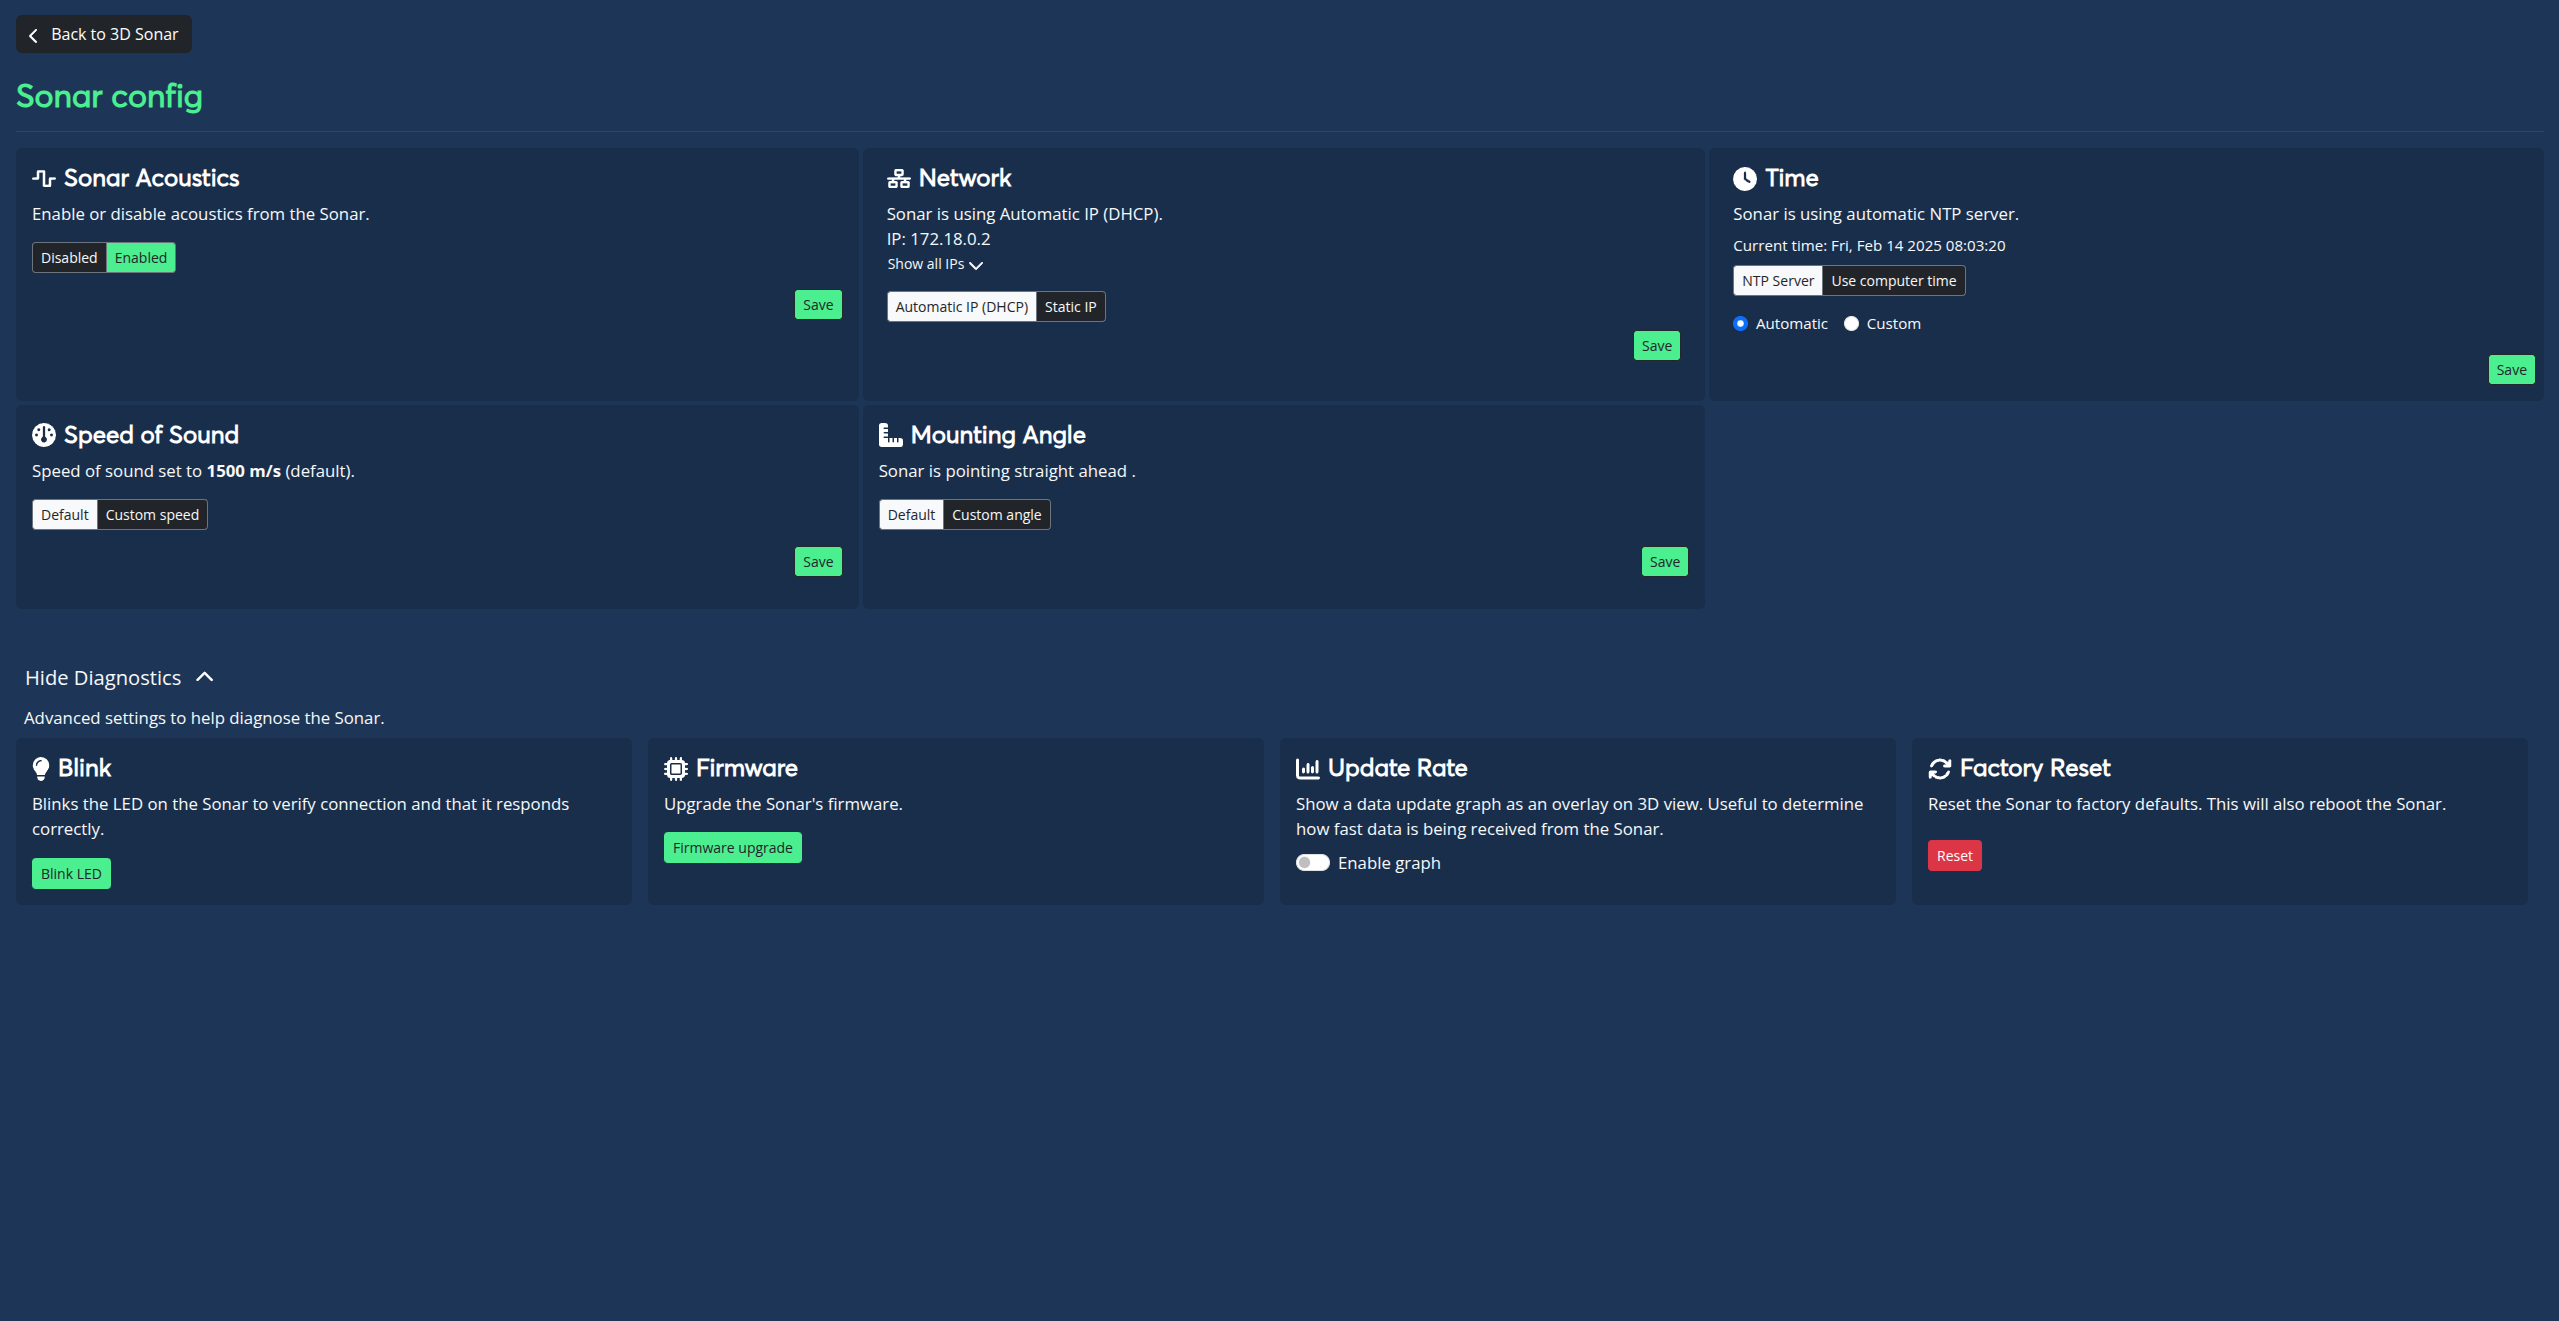 Back to 3D Sonar
Sonar config
Sonar Acoustics
Enable or disable acoustics from the Sonar.
Disabled Enabled
Save
Network
Sonar is using Automatic IP (DHCP).
IP: 172.18.0.2
Show all IPs
Automatic IP (DHCP) Static IP
Save
Time
Sonar is using automatic NTP server.
Current time: Fri, Feb 14 2025 08:03:20
NTP Server Use computer time
Automatic Custom
Save
Speed of Sound
Speed of sound set to 1500 m/s (default).
Default Custom speed
Save
Mounting Angle
Sonar is pointing straight ahead .
Default Custom angle
Save
Hide Diagnostics
Advanced settings to help diagnose the Sonar.
Blink
Blinks the LED on the Sonar to verify connection and that it responds
correctly.
Blink LED
Firmware
Upgrade the Sonar's firmware.
Firmware upgrade
Update Rate
Show a data update graph as an overlay on 3D view. Useful to determine
how fast data is being received from the Sonar.
Enable graph
Factory Reset
Reset the Sonar to factory defaults. This will also reboot the Sonar.
Reset